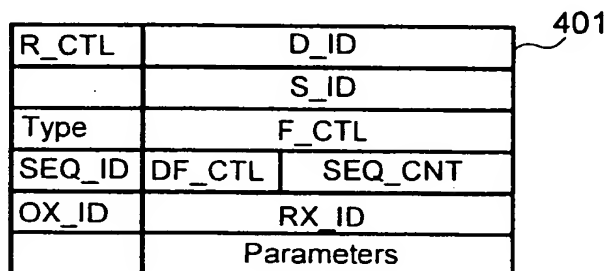 401
R_CTL D_ID
S_ID
Type F_CTL
SEQ_ID DF_CTL SEQ_CNT
OX_ID RX_ID
Parameters